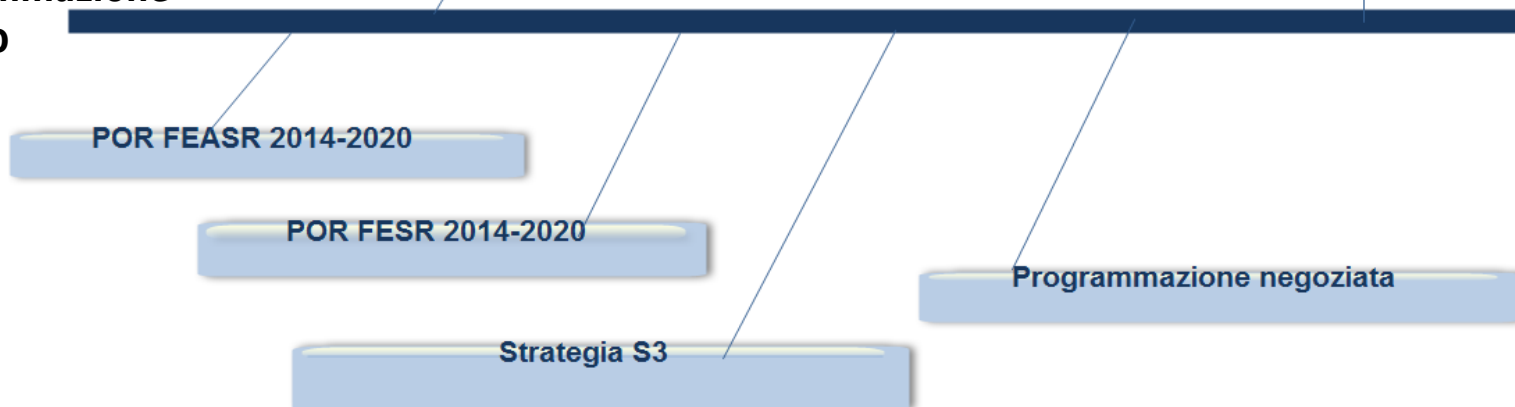 POR FEASR 2014-2020
POR FESR 2014-2020
Programmazione negoziata
Strategia S3